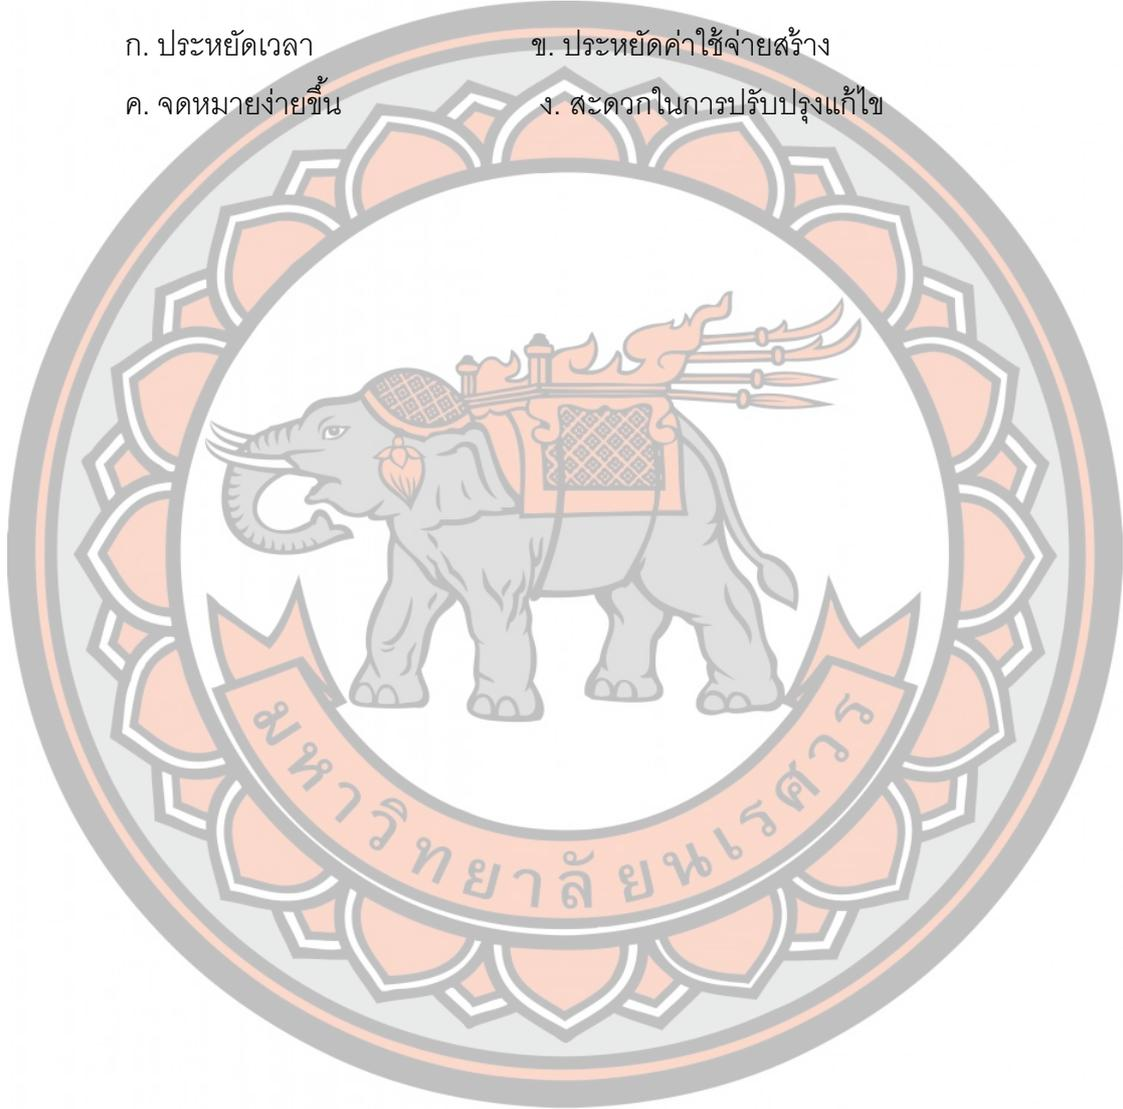 ก. ประหยัดเวลา ข. ประหยัดค่าใช้จ่ายสร้าง
ค. จดหมายง่ายขึ้น ง. สะดวกในการปรับปรุงแก้ไข
มหาวิทยาลัยนเรศวร